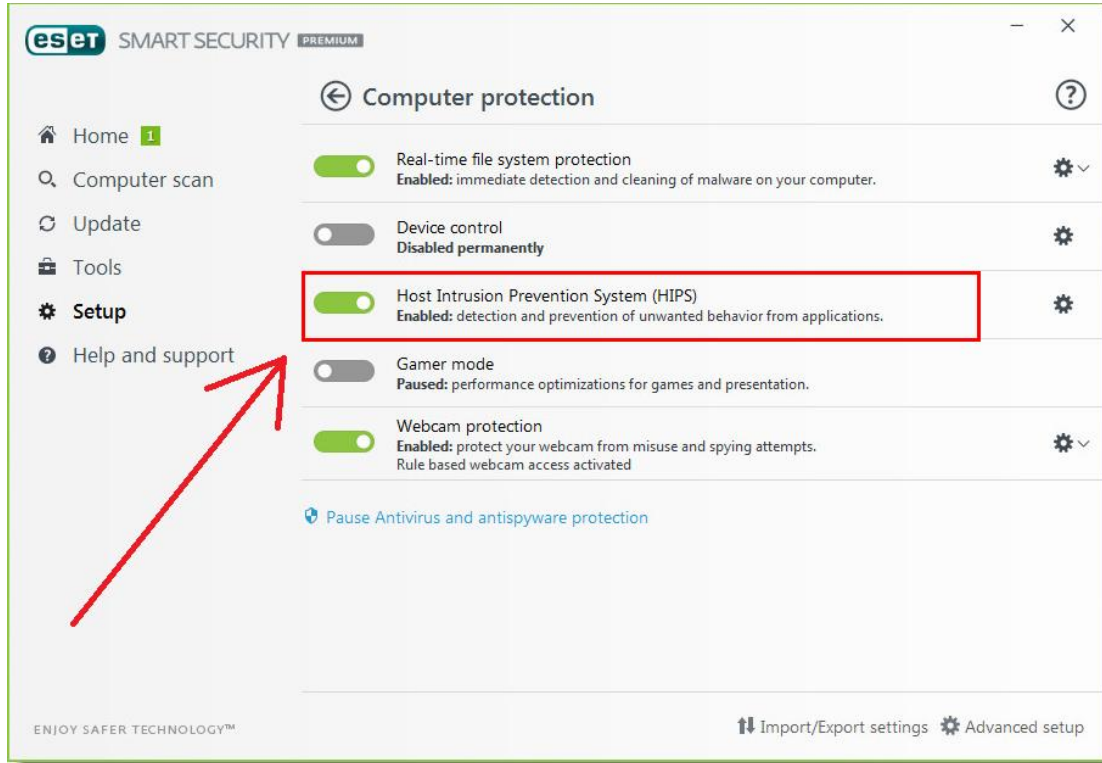 eset SMART SECURITY PREMIUM
Computer protection
Home 1
Computer scan
Update
Tools
Setup
Help and support
Real-time file system protection
Enabled: immediate detection and cleaning of malware on your computer.
Device control
Disabled permanently
Host Intrusion Prevention System (HIPS)
Enabled: detection and prevention of unwanted behavior from applications.
Gamer mode
Paused: performance optimizations for games and presentation.
Webcam protection
Enabled: protect your webcam from misuse and spying attempts.
Rule based webcam access activated
Pause Antivirus and antispyware protection
ENJOY SAFER TECHNOLOGY™
Import/Export settings Advanced setup